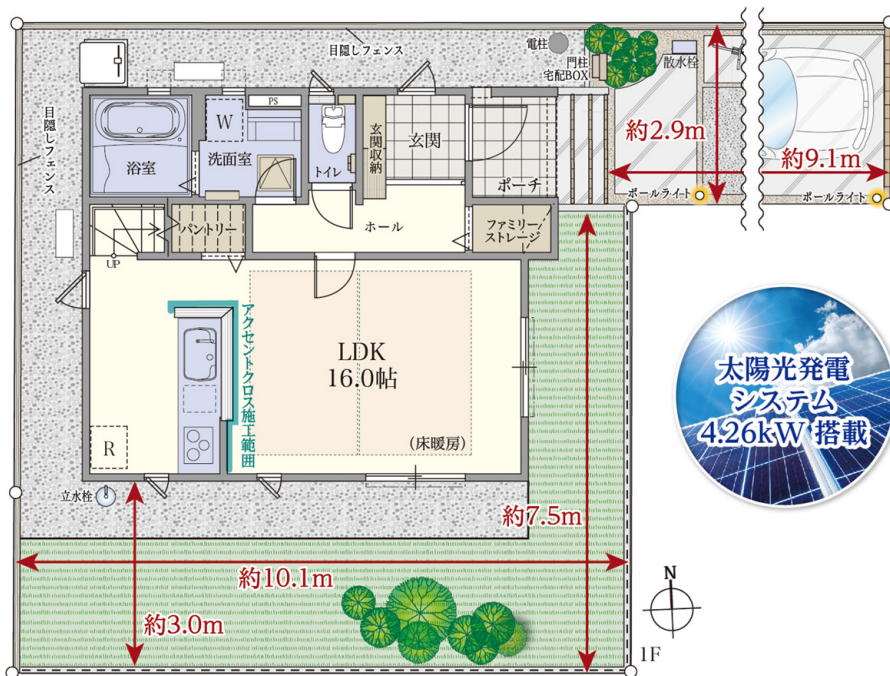 電柱
目隠しフェンス
門柱
宅配BOX
散水栓
目隠しフェンス
PS
W
約2.9m
約9.1m
浴室
洗面室
トイレ
玄関収納
玄関
ポーチ
ポールライト
ポールライト
パントリー
ホール
ファミリー
ストレージ
UP
アクセントクロス施工範囲
LDK
16.0帖
太陽光発電
システム
4.26kW 搭載
R
(床暖房)
立水栓
約7.5m
約10.1m
約3.0m
N
1F